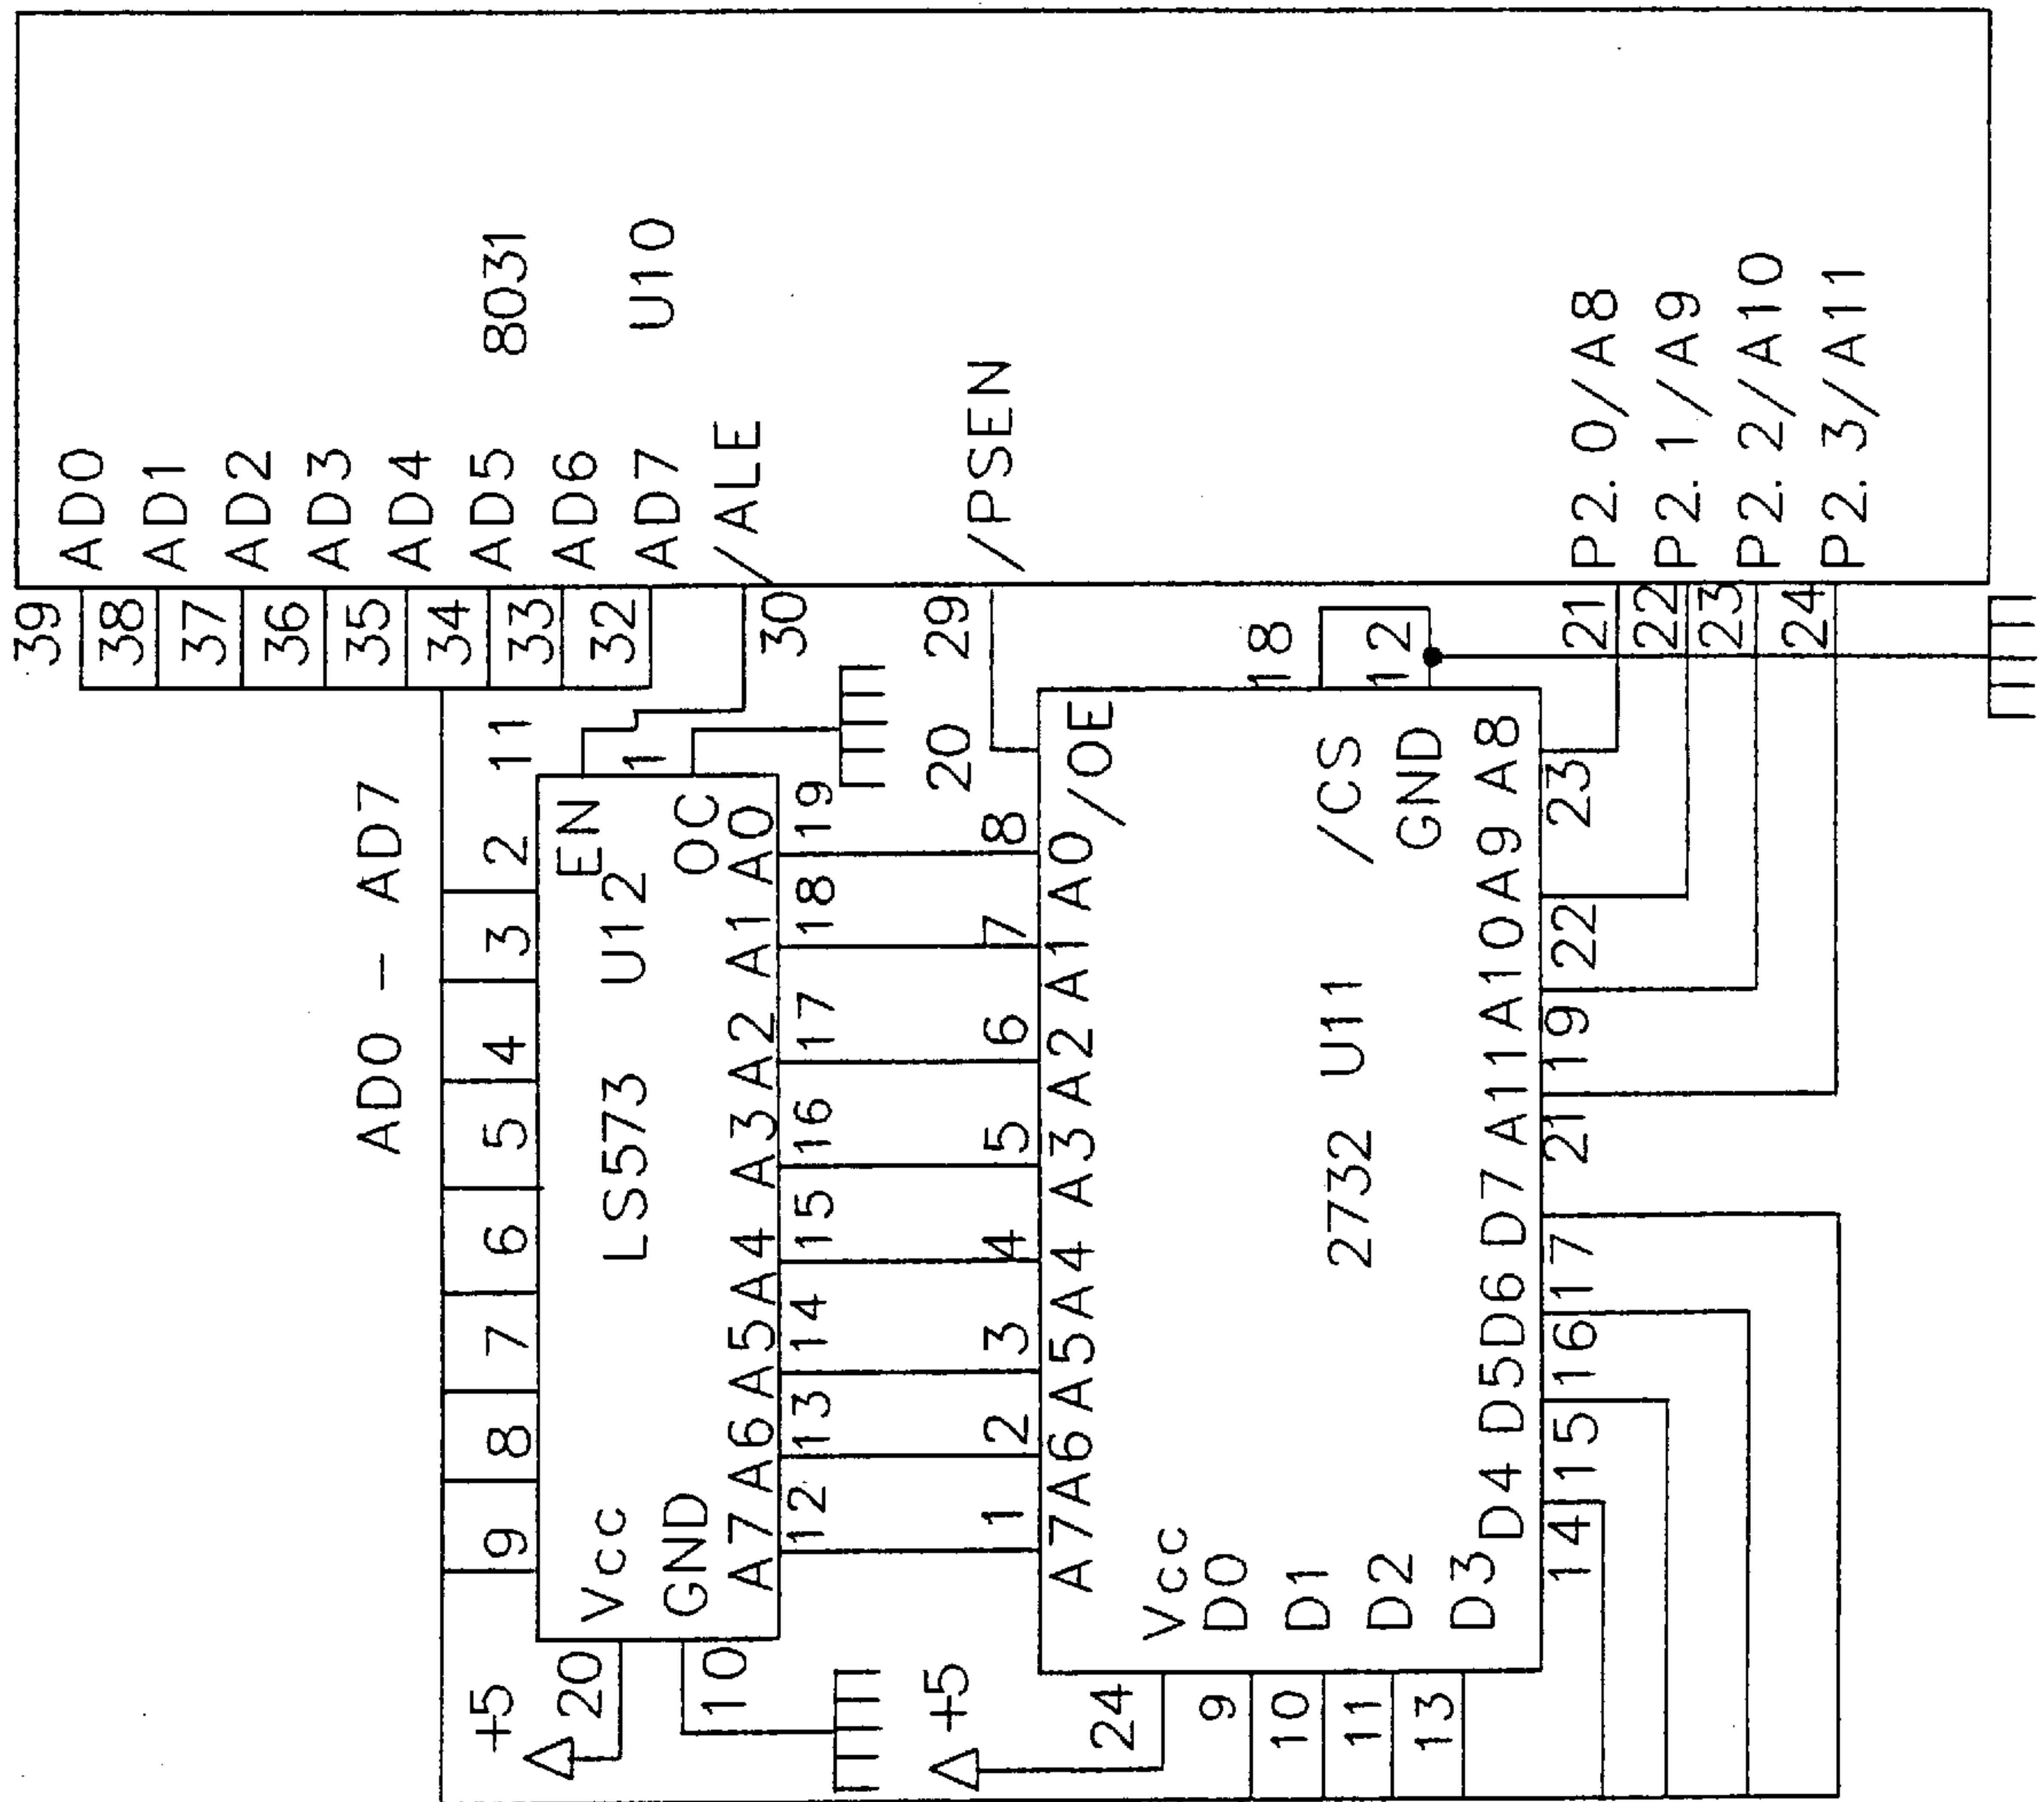 39
AD0
38
AD1
37
AD2
36
AD3
35
AD4
34
AD5
33
AD6
32
AD7
8031
U10
30
/ALE
29
/PSEN
21
P2.0/A8
22
P2.1/A9
23
P2.2/A10
24
P2.3/A11
AD0 - AD7
9 8 7 6 5 4 3 2 11
+5
20
Vcc
LS573 U12
EN
1
10
GND
OC
A7 A6 A5 A4 A3 A2 A1 A0
12 13 14 15 16 17 18 19
+5
20
1 2 3 4 5 6 7 8
A7 A6 A5 A4 A3 A2 A1 A0 /OE
24
Vcc
9
D0
10
D1
11
D2
13
D3
2732 U11
18
/CS
12
GND
D4 D5 D6 D7 A11 A10 A9 A8
14 15 16 17 21 19 22 23